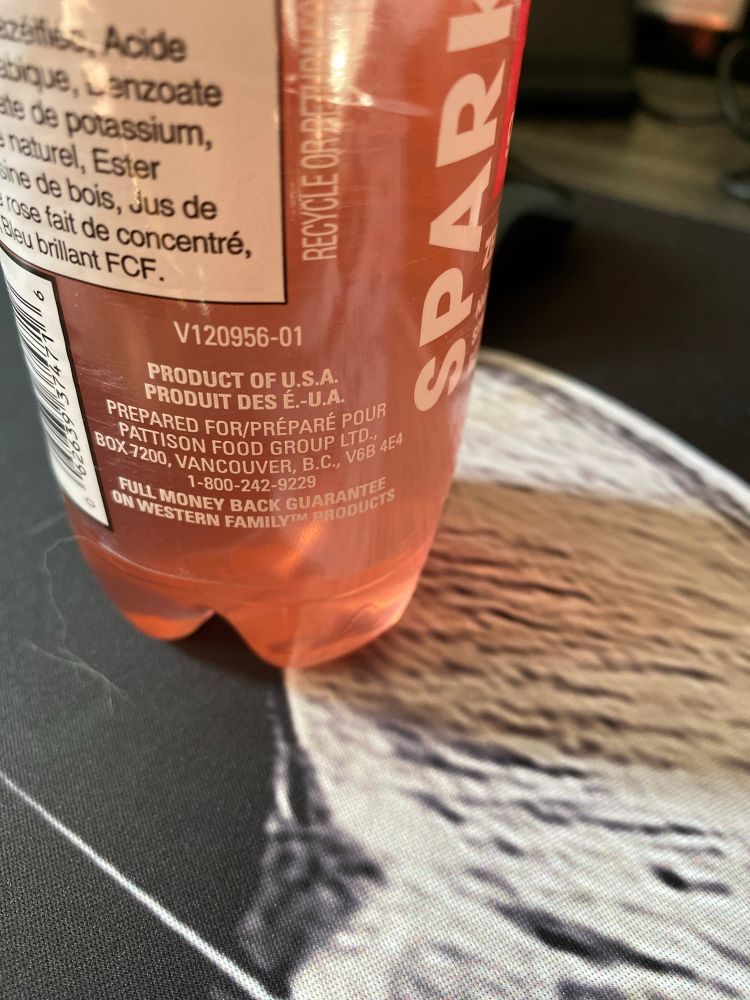 Acide
enzoate
de potassium,
naturel, Ester
de bois, Jus de
rose fait de concentré,
Bleu brillant FCF.
RECYCLE OR RETURN
SPARK
V120956-01
PRODUCT OF U.S.A.
PRODUIT DES É.-U.A.
PREPARED FOR/PRÉPARÉ POUR
PATTISON FOOD GROUP LTD.,
BOX 7200, VANCOUVER, B.C., V6B 4E4
1-800-242-9229
FULL MONEY BACK GUARANTEE
ON WESTERN FAMILY™ PRODUCTS